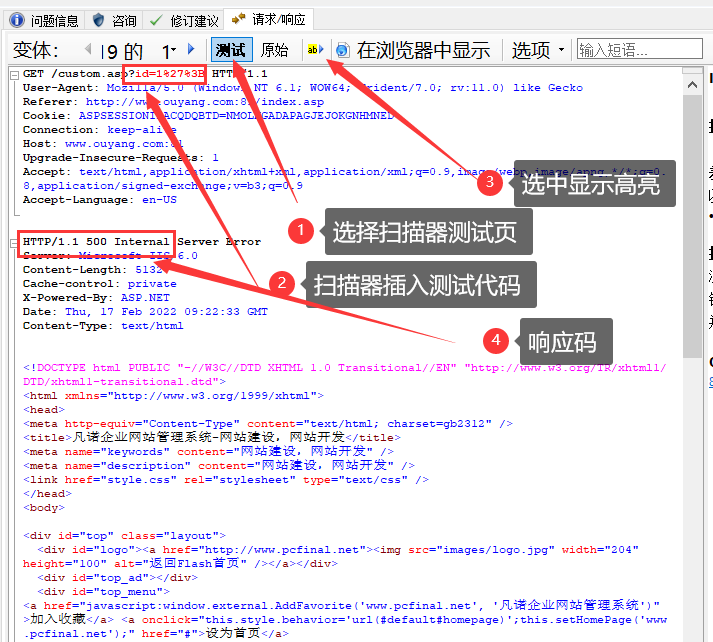 问题信息 咨询 修订建议 请求/响应
变体: 9 的 1 测试 原始 ab 在浏览器中显示 选项 输入短语...
GET /custom.asp?id=1%27%3B HTTP/1.1
User-Agent: Mozilla/5.0 (Windows NT 6.1; WOW64; Trident/7.0; rv:11.0) like Gecko
Referer: http://www.ouyang.com:81/index.asp
Cookie: ASPSESSIONI ACQDQBTD=NMOL GADAPAGJEJOKGNHMNED
Connection: keep-alive
Host: www.ouyang.com:81
Upgrade-Insecure-Requests: 1
Accept: text/html,application/xhtml+xml,application/xml;q=0.9,image/webp,image/apng,*/*;q=0.
8,application/signed-exchange;v=b3;q=0.9
Accept-Language: en-US
③ 选中显示高亮
① 选择扫描器测试页
HTTP/1.1 500 Internal Server Error
Server: Microsoft-IIS/6.0
Content-Length: 5132
Cache-control: private
X-Powered-By: ASP.NET
Date: Thu, 17 Feb 2022 09:22:33 GMT
Content-Type: text/html
② 扫描器插入测试代码
④ 响应码
<!DOCTYPE html PUBLIC "-//W3C//DTD XHTML 1.0 Transitional//EN" "http://www.w3.org/TR/xhtml1/
DTD/xhtml1-transitional.dtd">
<html xmlns="http://www.w3.org/1999/xhtml">
<head>
<meta http-equiv="Content-Type" content="text/html; charset=gb2312" />
<title>凡诺企业网站管理系统-网站建设，网站开发</title>
<meta name="keywords" content="网站建设，网站开发" />
<meta name="description" content="网站建设，网站开发" />
<link href="style.css" rel="stylesheet" type="text/css" />
</head>
<body>
<div id="top" class="layout">
<div id="logo"><a href="http://www.pcfinal.net"><img src="images/logo.jpg" width="204"
height="100" alt="返回Flash首页" /></a></div>
<div id="top_ad"></div>
<div id="top_menu">
<a href="javascript:window.external.AddFavorite('www.pcfinal.net', '凡诺企业网站管理系统')"
>加入收藏</a> <a onclick="this.style.behavior='url(#default#homepage)';this.setHomePage('www
.pcfinal.net');" href="#">设为首页</a>